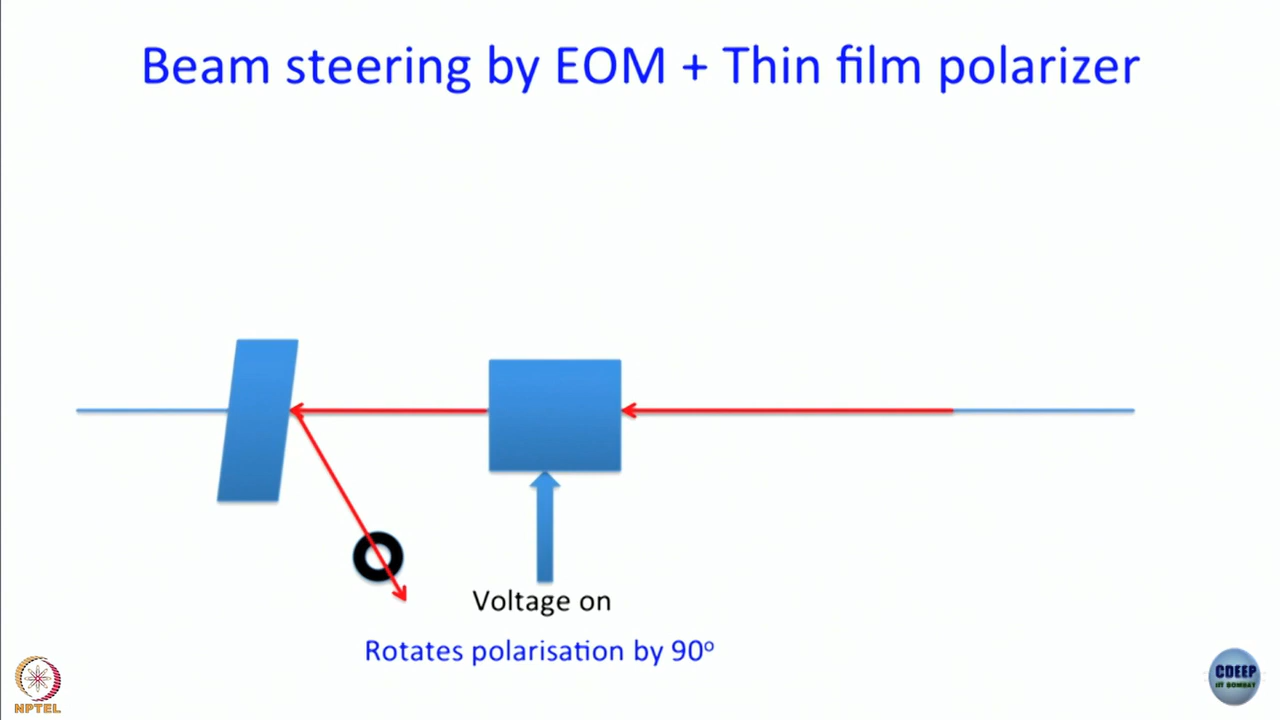 Beam steering by EOM + Thin film polarizer
Voltage on
Rotates polarisation by 90º
NPTEL
CDEEP
IIT BOMBAY